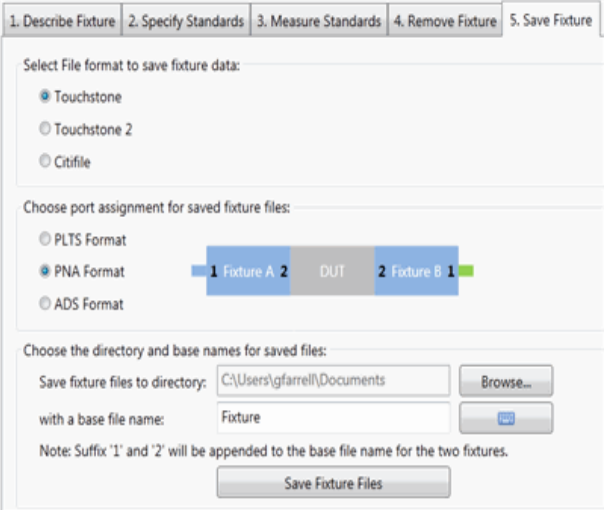 1. Describe Fixture 2. Specify Standards 3. Measure Standards 4. Remove Fixture 5. Save Fixture
Select File format to save fixture data:
Touchstone
Touchstone 2
Citifile
Choose port assignment for saved fixture files:
PLTS Format
PNA Format
ADS Format
1 Fixture A 2 DUT 2 Fixture B 1
Choose the directory and base names for saved files:
Save fixture files to directory: C:\Users\gfarrell\Documents Browse...
with a base file name: Fixture
Note: Suffix '1' and '2' will be appended to the base file name for the two fixtures.
Save Fixture Files